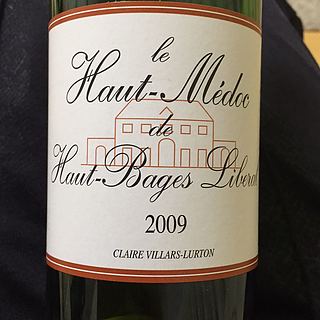 le
Haut-Médoc
de
Haut-Bages Liberal
2009
CLAIRE VILLARS-LURTON